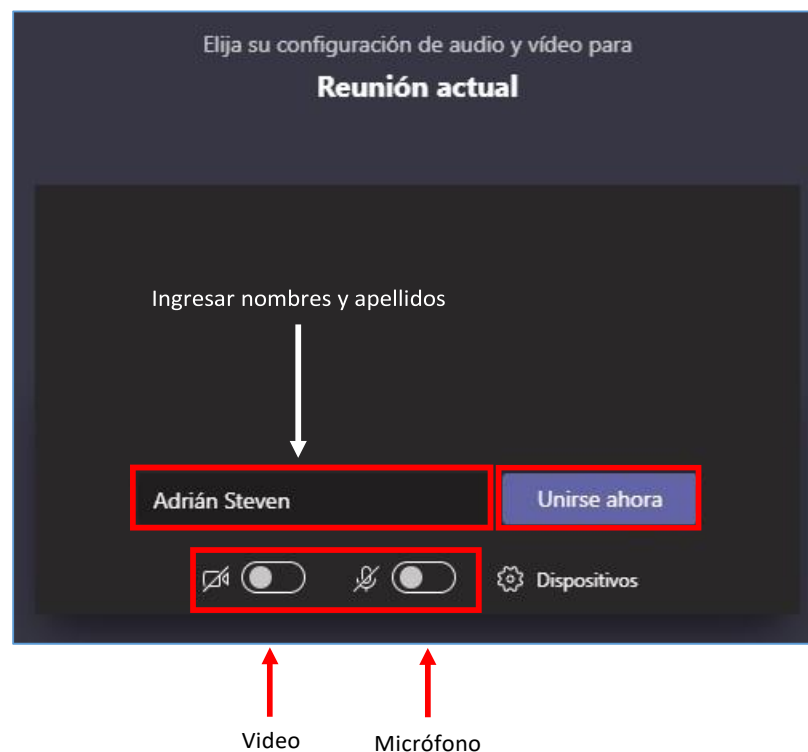 Elija su configuración de audio y vídeo para
Reunión actual
Ingresar nombres y apellidos
Adrián Steven
Unirse ahora
Dispositivos
Video
Micrófono